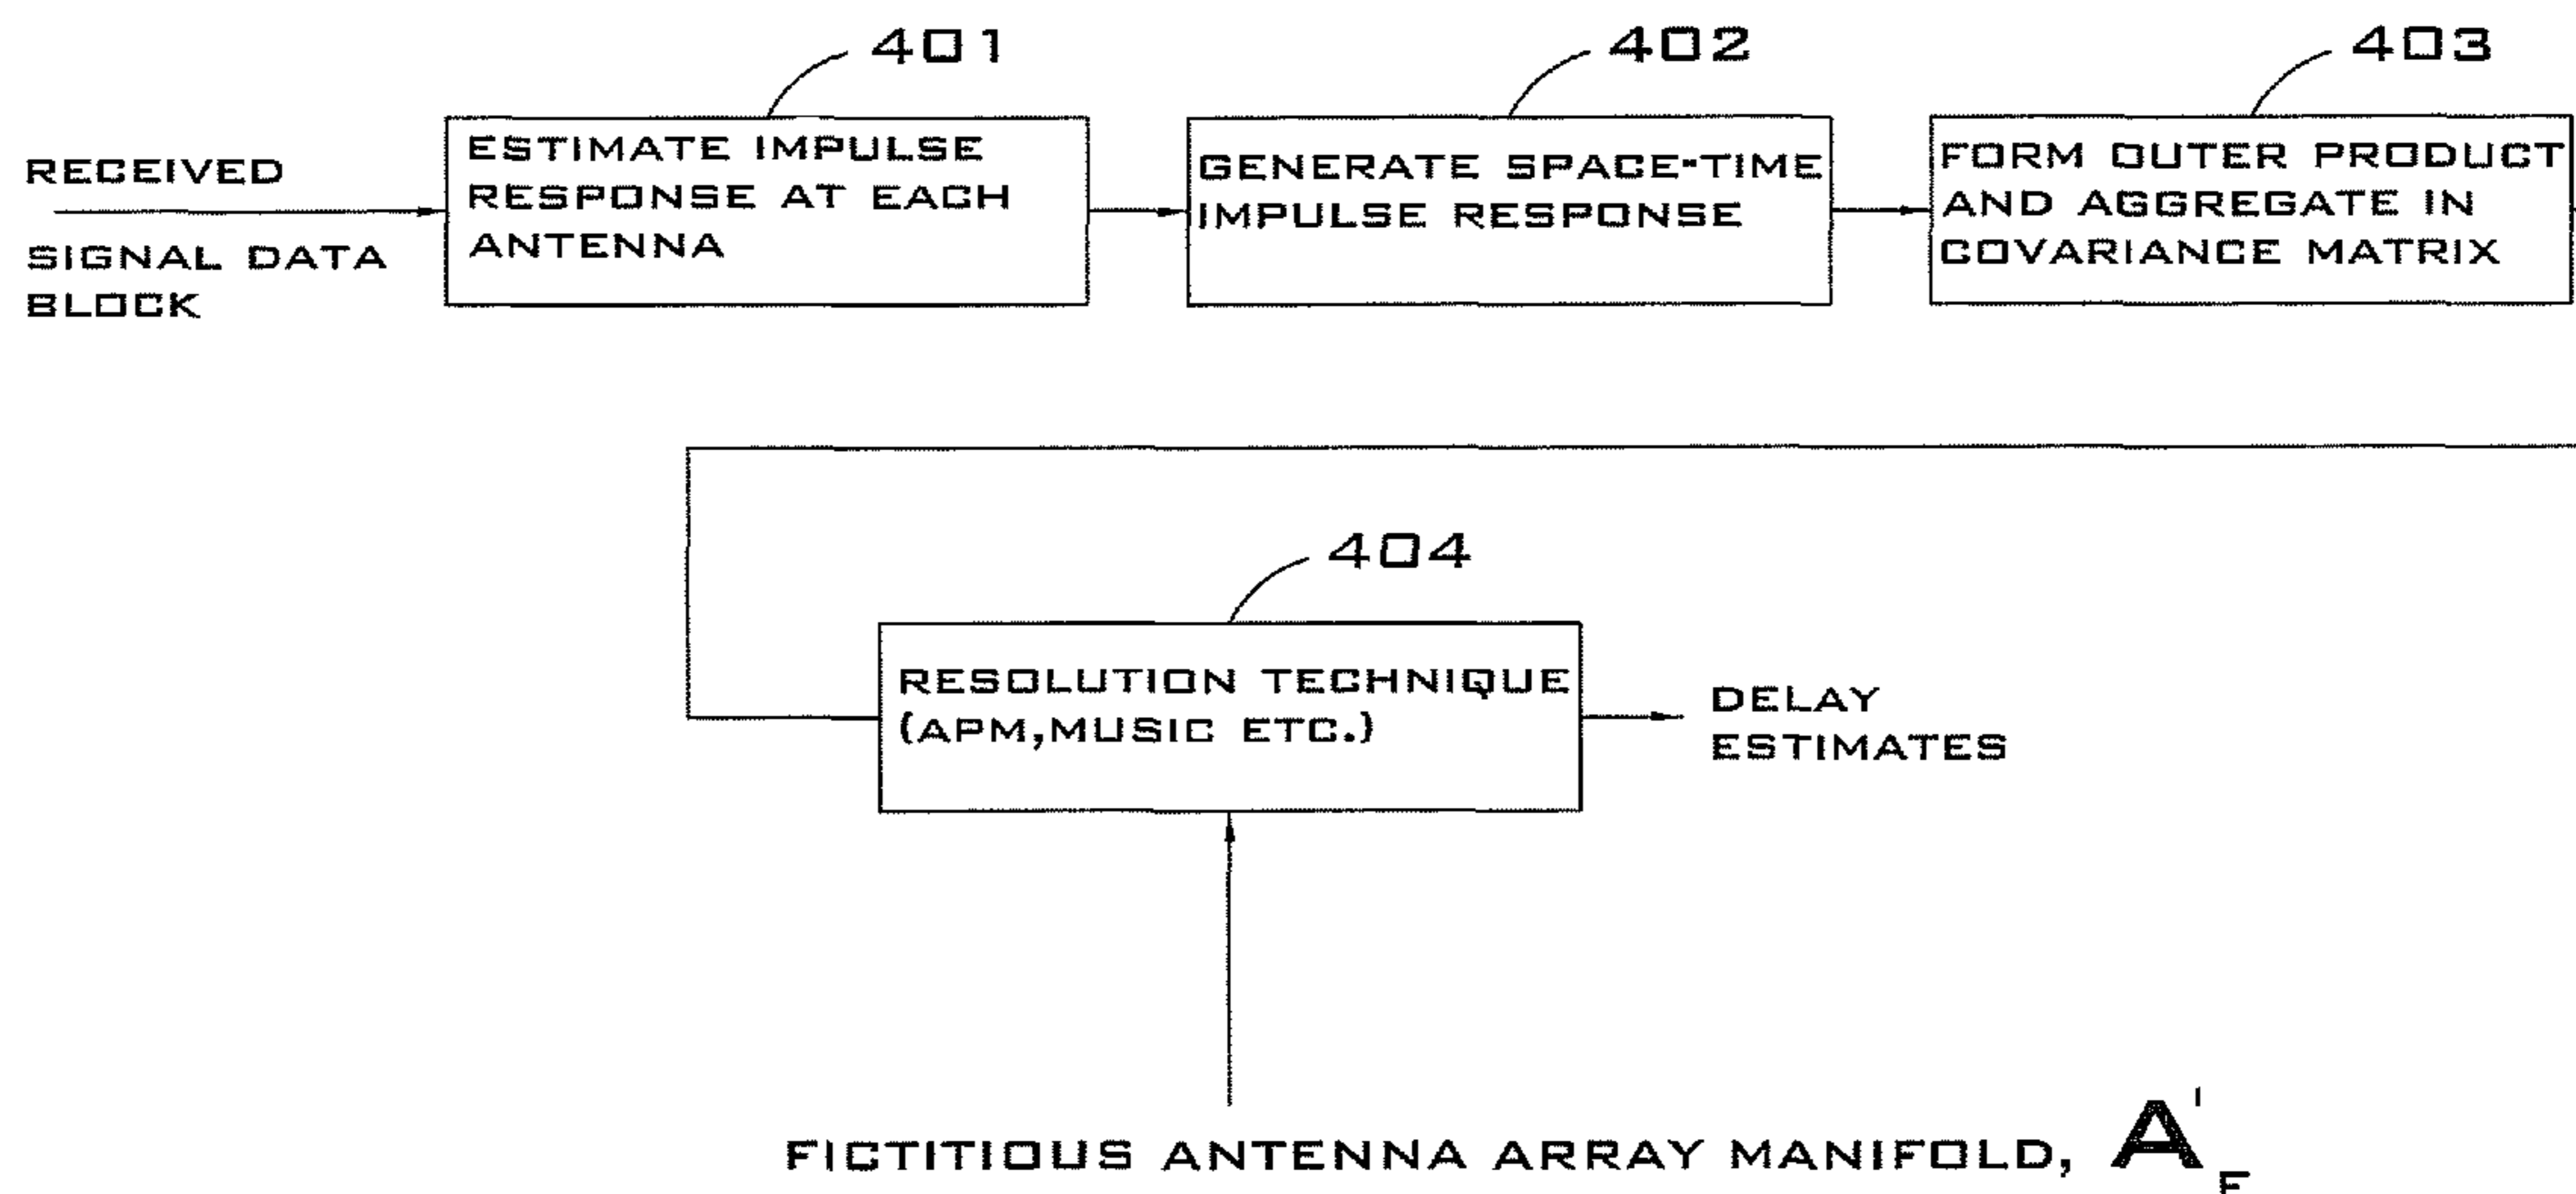 401
402
403
RECEIVED
SIGNAL DATA
BLOCK
ESTIMATE IMPULSE
RESPONSE AT EACH
ANTENNA
GENERATE SPACE-TIME
IMPULSE RESPONSE
FORM OUTER PRODUCT
AND AGGREGATE IN
COVARIANCE MATRIX
404
RESOLUTION TECHNIQUE
(APM,MUSIC ETC.)
DELAY
ESTIMATES
FICTITIOUS ANTENNA ARRAY MANIFOLD, A'